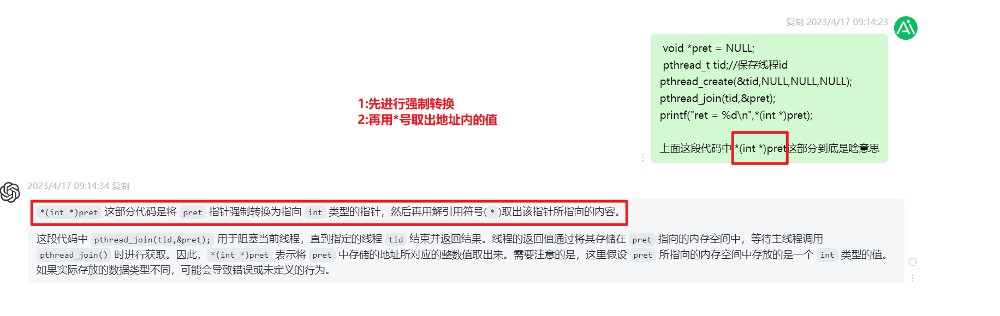 复制 2023/4/17 09:14:23
void *pret = NULL;
pthread_t tid;//保存线程id
pthread_create(&tid,NULL,NULL,NULL);
pthread_join(tid,&pret);
printf("ret = %d\n",*(int *)pret);
上面这段代码中 *(int *)pret这部分到底是啥意思
1:先进行强制转换
2:再用*号取出地址内的值
2023/4/17 09:14:34 复制
*(int *)pret 这部分代码是将 pret 指针强制转换为指向 int 类型的指针，然后再用解引用符号( * )取出该指针所指向的内容。
这段代码中 pthread_join(tid,&pret); 用于阻塞当前线程，直到指定的线程 tid 结束并返回结果。线程的返回值通过将其存储在 pret 指向的内存空间中，等待主线程调用
pthread_join() 时进行获取。因此， *(int *)pret 表示将 pret 中存储的地址所对应的整数值取出来。需要注意的是，这里假设 pret 所指向的内存空间中存放的是一个 int 类型的值。
如果实际存放的数据类型不同，可能会导致错误或未定义的行为。